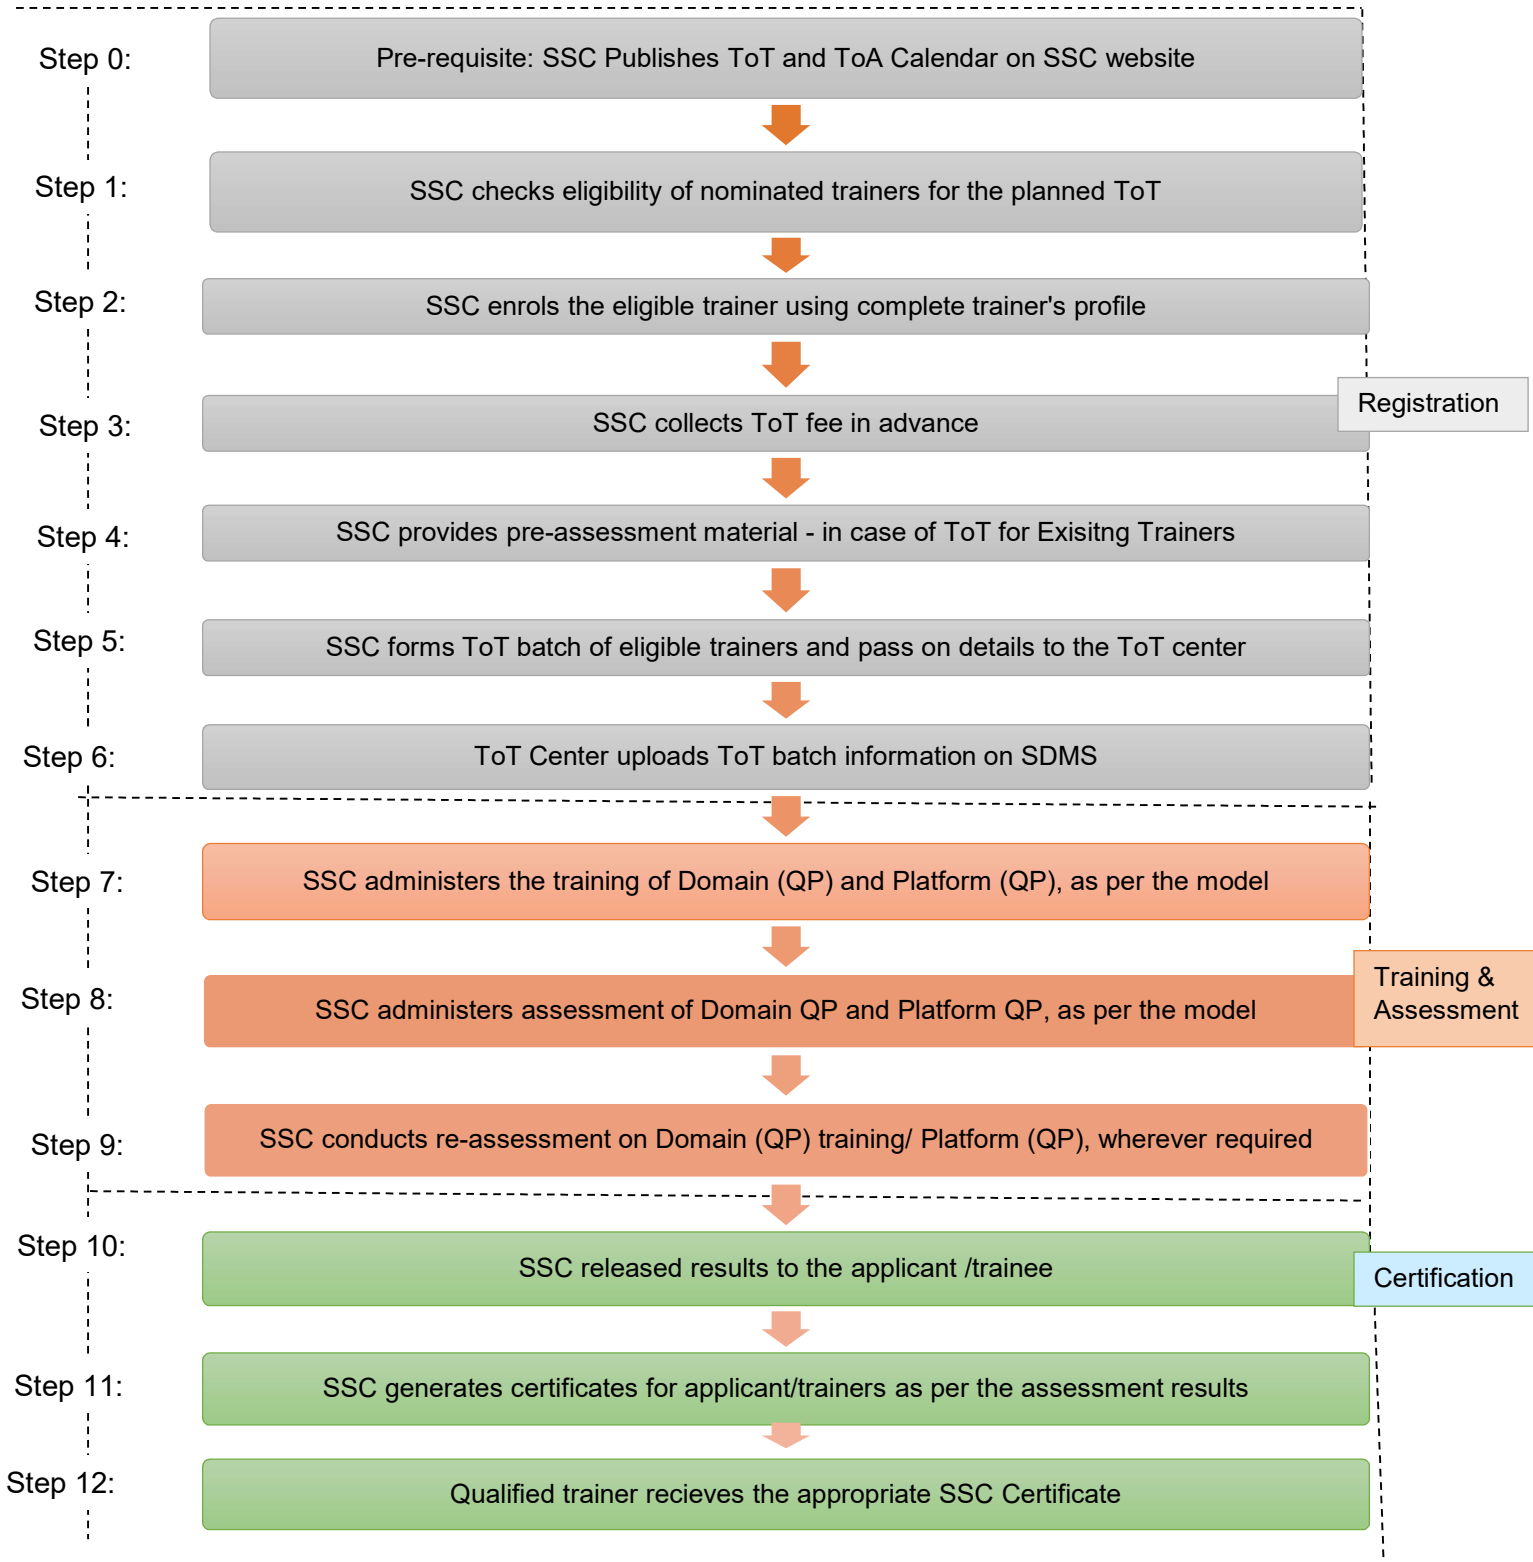 Step 0:
Pre-requisite: SSC Publishes ToT and ToA Calendar on SSC website
Step 1:
SSC checks eligibility of nominated trainers for the planned ToT
Step 2:
SSC enrols the eligible trainer using complete trainer's profile
Registration
Step 3:
SSC collects ToT fee in advance
Step 4:
SSC provides pre-assessment material - in case of ToT for Exisitng Trainers
Step 5:
SSC forms ToT batch of eligible trainers and pass on details to the ToT center
Step 6:
ToT Center uploads ToT batch information on SDMS
Step 7:
SSC administers the training of Domain (QP) and Platform (QP), as per the model
Training &
Assessment
Step 8:
SSC administers assessment of Domain QP and Platform QP, as per the model
Step 9:
SSC conducts re-assessment on Domain (QP) training/ Platform (QP), wherever required
Step 10:
SSC released results to the applicant /trainee
Certification
Step 11:
SSC generates certificates for applicant/trainers as per the assessment results
Step 12:
Qualified trainer recieves the appropriate SSC Certificate